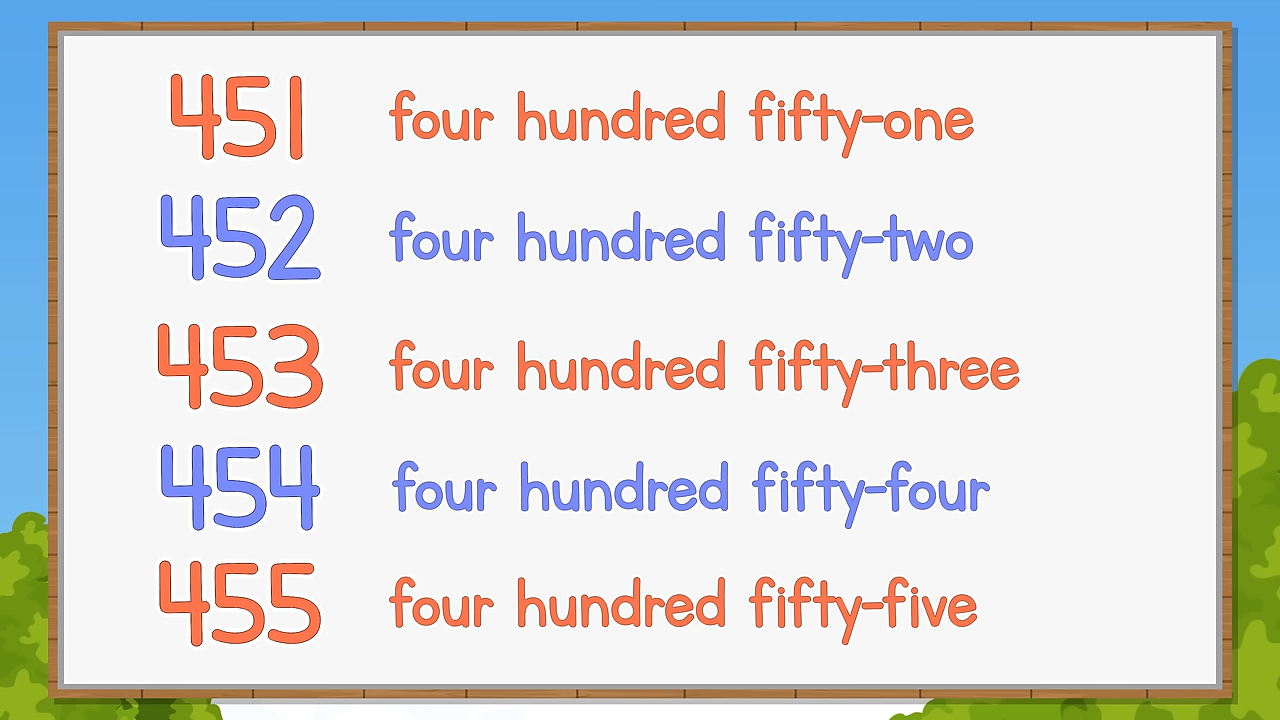 451 four hundred fifty-one
452 four hundred fifty-two
453 four hundred fifty-three
454 four hundred fifty-four
455 four hundred fifty-five